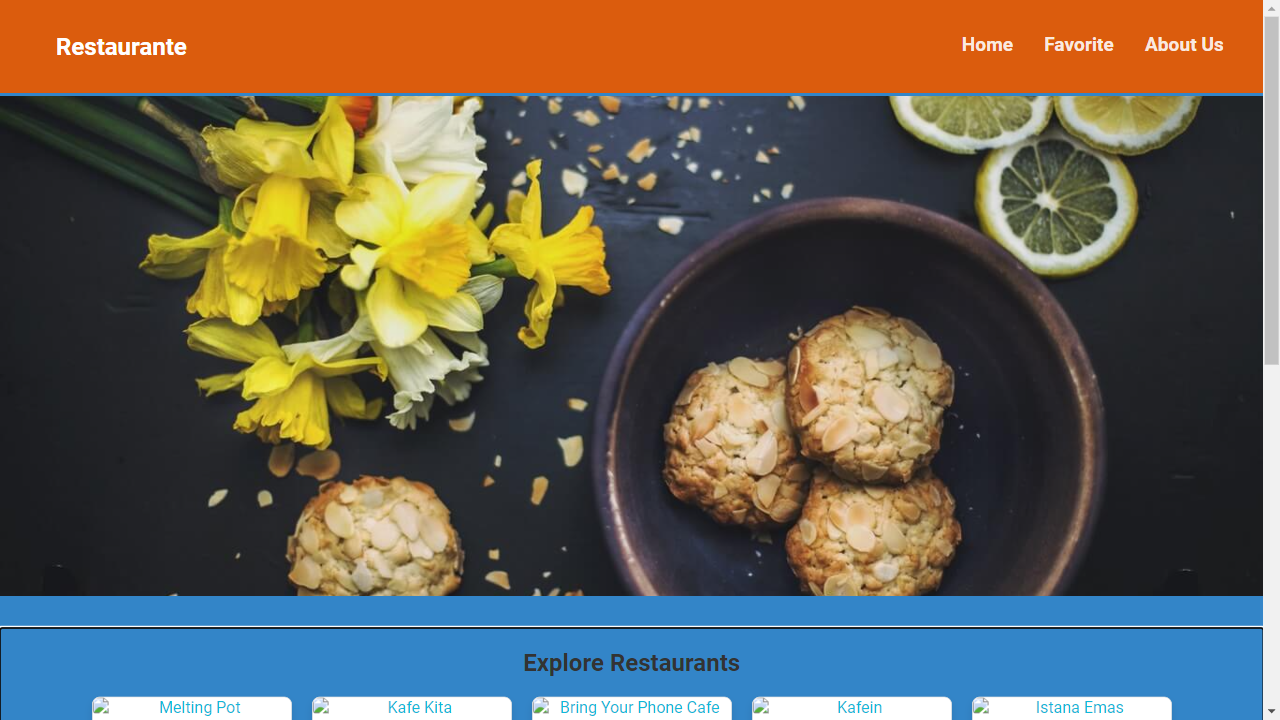 Restaurante
Home Favorite About Us
Explore Restaurants
Melting Pot Kafe Kita Bring Your Phone Cafe Kafein Istana Emas